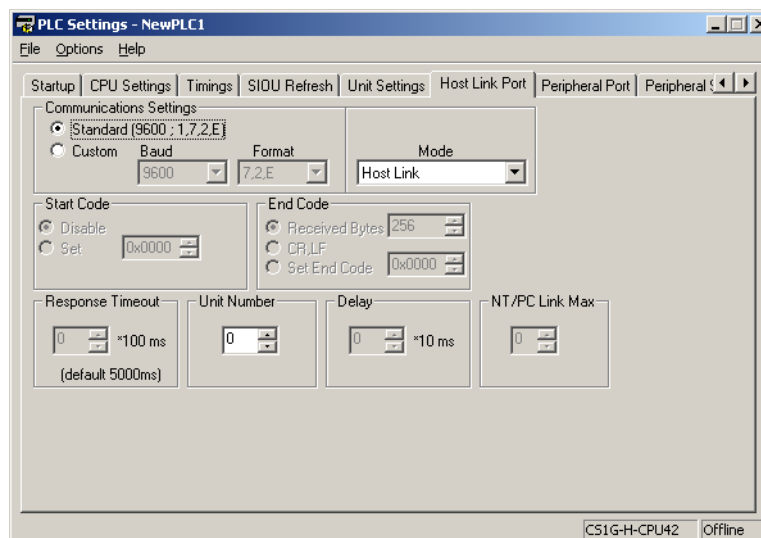 PLC Settings - NewPLC1
File Options Help
Startup CPU Settings Timings SIOU Refresh Unit Settings Host Link Port Peripheral Port Peripheral
Communications Settings
Standard (9600 ; 1,7,2,E)
Custom Baud Format Mode
9600 7,2,E Host Link
Start Code End Code
Disable Received Bytes 256
Set 0x0000 CR,LF
Set End Code 0x0000
Response Timeout Unit Number Delay NT/PC Link Max
0 *100 ms 0 0 *10 ms 0
(default 5000ms)
CS1G-H-CPU42 Offline